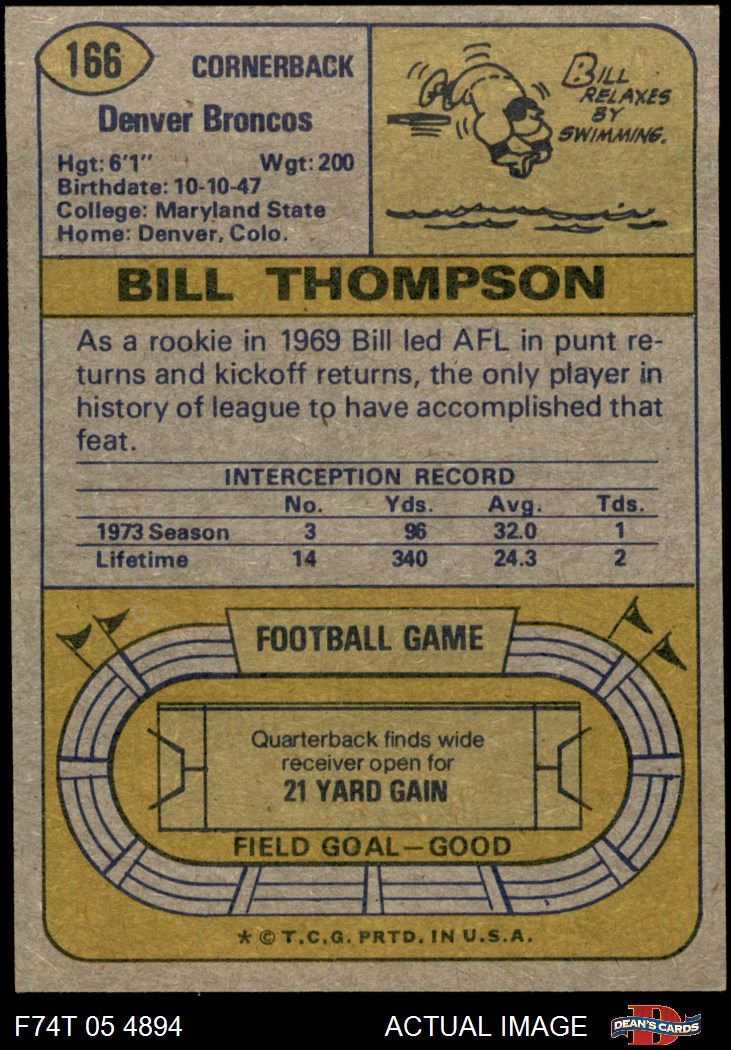 166
CORNERBACK
Denver Broncos
Hgt: 6'1" Wgt: 200
Birthdate: 10-10-47
College: Maryland State
Home: Denver, Colo.
BILL
RELAXES
BY
SWIMMING.
BILL THOMPSON
As a rookie in 1969 Bill led AFL in punt re-
turns and kickoff returns, the only player in
history of league to have accomplished that
feat.
INTERCEPTION RECORD
No. Yds. Avg. Tds.
1973 Season 3 96 32.0 1
Lifetime 14 340 24.3 2
FOOTBALL GAME
Quarterback finds wide
receiver open for
21 YARD GAIN
FIELD GOAL—GOOD
* © T.C.G. PRTD. IN U.S.A.
F74T 05 4894 ACTUAL IMAGE
D
DEAN'S CARDS